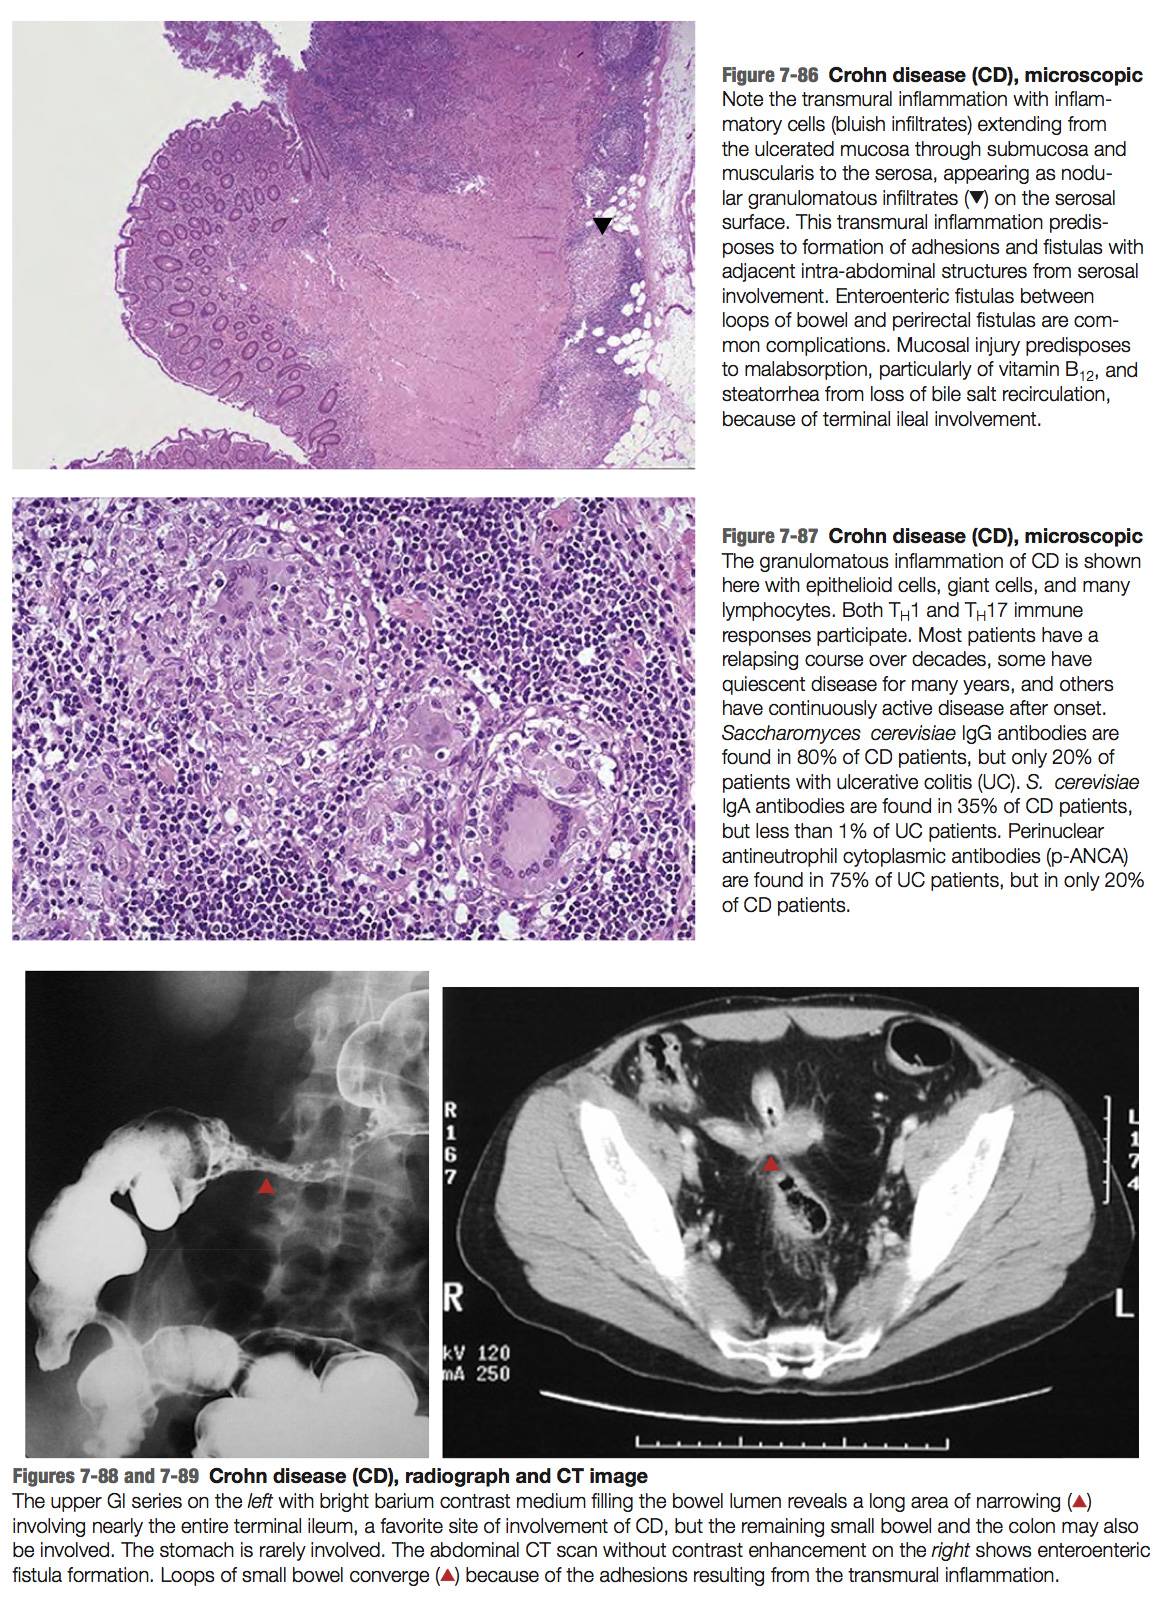 Figure 7-86 Crohn disease (CD), microscopic
Note the transmural inflammation with inflam-
matory cells (bluish infiltrates) extending from
the ulcerated mucosa through submucosa and
muscularis to the serosa, appearing as nodu-
lar granulomatous infiltrates (▼) on the serosal
surface. This transmural inflammation predis-
poses to formation of adhesions and fistulas with
adjacent intra-abdominal structures from serosal
involvement. Enteroenteric fistulas between
loops of bowel and perirectal fistulas are com-
mon complications. Mucosal injury predisposes
to malabsorption, particularly of vitamin B12, and
steatorrhea from loss of bile salt recirculation,
because of terminal ileal involvement.
Figure 7-87 Crohn disease (CD), microscopic
The granulomatous inflammation of CD is shown
here with epithelioid cells, giant cells, and many
lymphocytes. Both TH1 and TH17 immune
responses participate. Most patients have a
relapsing course over decades, some have
quiescent disease for many years, and others
have continuously active disease after onset.
Saccharomyces cerevisiae IgG antibodies are
found in 80% of CD patients, but only 20% of
patients with ulcerative colitis (UC). S. cerevisiae
IgA antibodies are found in 35% of CD patients,
but less than 1% of UC patients. Perinuclear
antineutrophil cytoplasmic antibodies (p-ANCA)
are found in 75% of UC patients, but in only 20%
of CD patients.
R
1
6
7
L
1
7
4
R
L
kV 120
mA 250
Figures 7-88 and 7-89 Crohn disease (CD), radiograph and CT image
The upper GI series on the left with bright barium contrast medium filling the bowel lumen reveals a long area of narrowing (▲)
involving nearly the entire terminal ileum, a favorite site of involvement of CD, but the remaining small bowel and the colon may also
be involved. The stomach is rarely involved. The abdominal CT scan without contrast enhancement on the right shows enteroenteric
fistula formation. Loops of small bowel converge (▲) because of the adhesions resulting from the transmural inflammation.